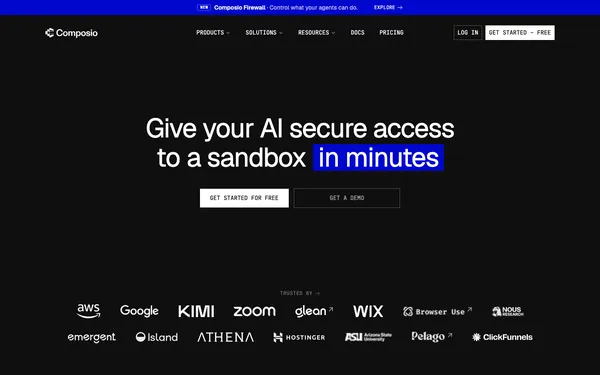 NEW Composio Firewall · Control what your agents can do. EXPLORE →
Composio PRODUCTS SOLUTIONS RESOURCES DOCS PRICING LOG IN GET STARTED – FREE
Give your AI secure access
to a sandbox in minutes
GET STARTED FOR FREE GET A DEMO
TRUSTED BY →
aws Google KIMI zoom glean WIX Browser Use NOUS RESEARCH
emergent Island ATHENA HOSTINGER ASU Arizona State University Pelago ClickFunnels